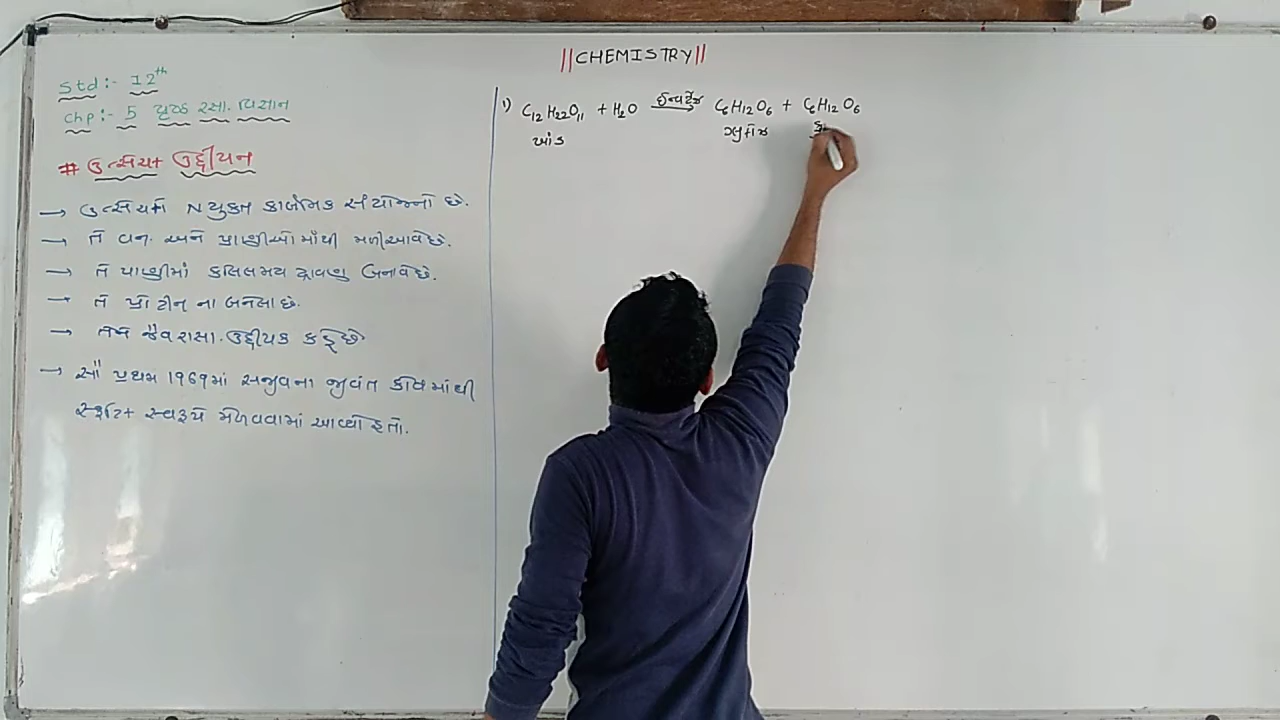 ||CHEMISTRY||
Std:- 12th
Chp:- 5 પૃષ્ઠ રસા. વિજ્ઞાન
# ઉત્સેચક ઉદ્દીપન
→ ઉત્સેચકો N યુક્ત કાર્બનિક સંયોજનો છે.
→ તે વન. અને પ્રાણીઓમાંથી મળી આવે છે.
→ તે પાણીમાં કલિલમય દ્રાવણ બનાવે છે.
→ તે પ્રોટીન ના બનેલા છે.
→ તેને જૈવરાસા. ઉદ્દીપક કહે છે
→ સૌ પ્રથમ 1969માં સજીવના જીવંત કોષમાંથી
સ્વરૂપે મેળવવામાં આવ્યો હતો.
1) C12H22O11 + H2O ઈન્વર્ટેઝ → C6H12O6 + C6H12O6
ખાંડ ગ્લુકોઝ